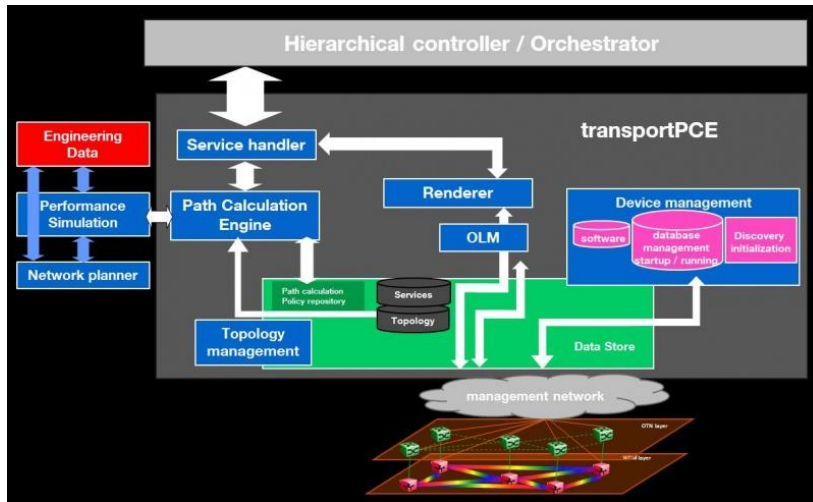 Hierarchical controller / Orchestrator
transportPCE
Engineering
Data
Service handler
Performance
Simulation
Path Calculation
Engine
Renderer
OLM
Network planner
Device management
software
database
management
startup / running
Discovery
initialization
Path calculation
Policy repository
Services
Topology
Topology
management
Data Store
management network
OTN layer
WDM layer